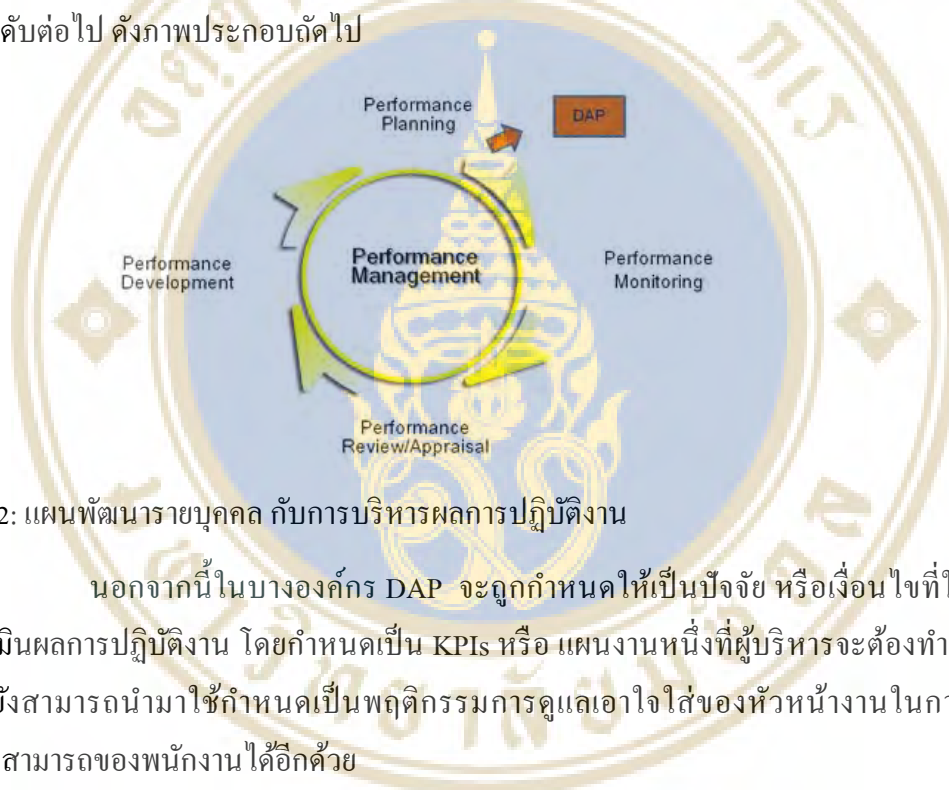 ดับต่อไป ดังภาพประกอบถัดไป
Performance
Planning
DAP
Performance
Development
Performance
Management
Performance
Monitoring
Performance
Review/Appraisal
2: แผนพัฒนารายบุคคล กับการบริหารผลการปฏิบัติงาน
นอกจากนี้ในบางองค์กร DAP จะถูกกำหนดให้เป็นปัจจัย หรือเงื่อนไขที่ใ
มินผลการปฏิบัติงาน โดยกำหนดเป็น KPIs หรือ แผนงานหนึ่งที่ผู้บริหารจะต้องทำ
ยังสามารถนำมาใช้กำหนดเป็นพฤติกรรมการดูแลเอาใจใส่ของหัวหน้างานในกา
สามารถของพนักงานได้อีกด้วย